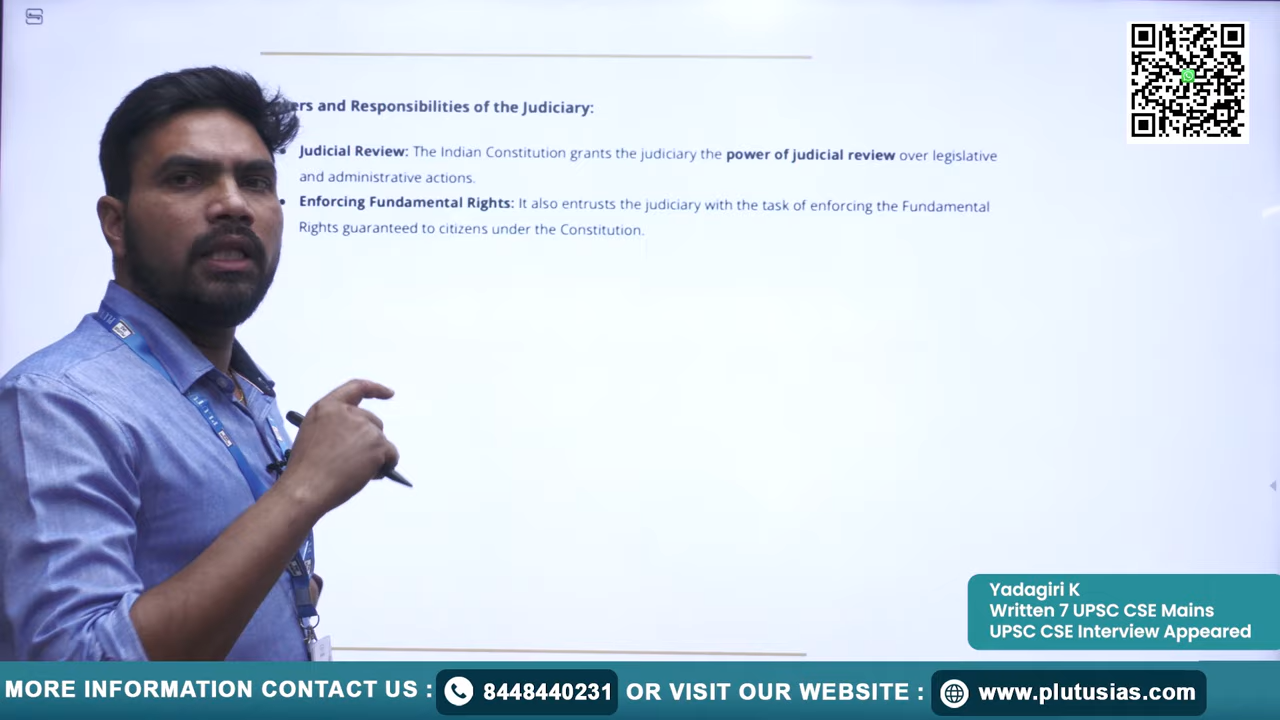 ers and Responsibilities of the Judiciary:
Judicial Review: The Indian Constitution grants the judiciary the power of judicial review over legislative
and administrative actions.
Enforcing Fundamental Rights: It also entrusts the judiciary with the task of enforcing the Fundamental
Rights guaranteed to citizens under the Constitution.
Yadagiri K
Written 7 UPSC CSE Mains
UPSC CSE Interview Appeared
MORE INFORMATION CONTACT US : 8448440231 OR VISIT OUR WEBSITE : www.plutusias.com